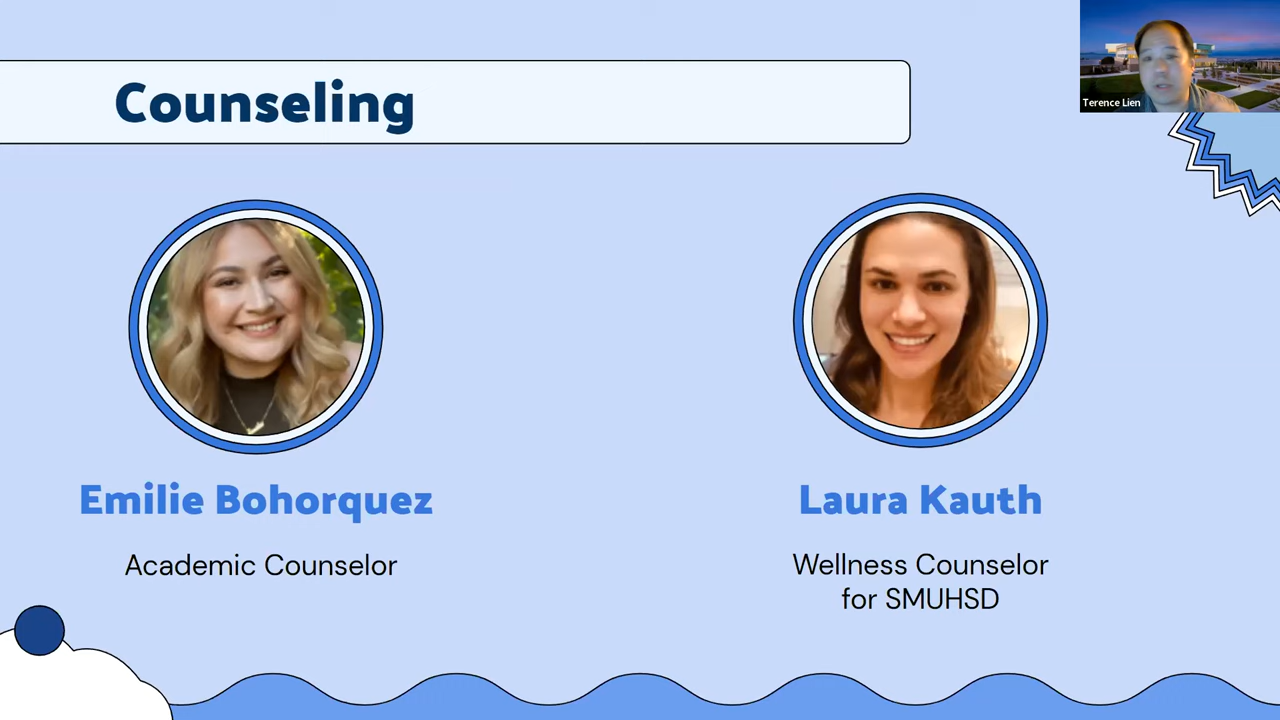 Counseling
Terence Lien
Emilie Bohorquez
Academic Counselor
Laura Kauth
Wellness Counselor
for SMUHSD